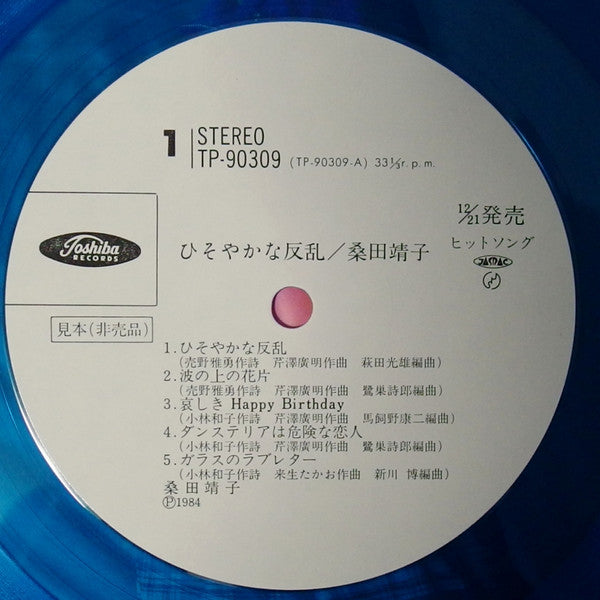 1 STEREO
TP-90309 (TP-90309-A) 33⅓r.p.m.
12/21発売
ヒットソング
JASRAC
Toshiba
RECORDS
ひそやかな反乱/桑田靖子
見本(非売品)
1.ひそやかな反乱
(売野雅勇作詩 芹澤廣明作曲 萩田光雄編曲)
2.波の上の花片
(売野雅勇作詩 芹澤廣明作曲 鷺巣詩郎編曲)
3.哀しき Happy Birthday
(小林和子作詩 芹澤廣明作曲 馬飼野康二編曲)
4.ダンステリアは危険な恋人
(小林和子作詩 芹澤廣明作曲 鷺巣詩郎編曲)
5.ガラスのラブレター
(小林和子作詩 来生たかお作曲 新川 博編曲)
桑田靖子
Ⓟ1984